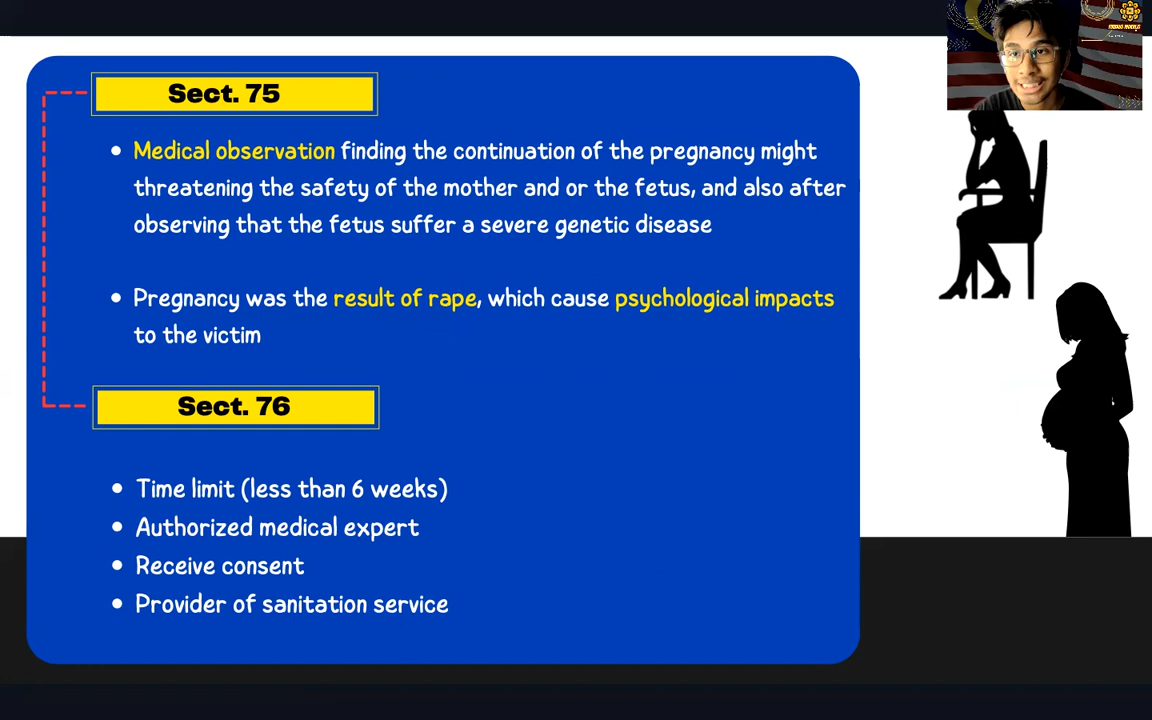 Sect. 75
Medical observation finding the continuation of the pregnancy might
threatening the safety of the mother and or the fetus, and also after
observing that the fetus suffer a severe genetic disease
Pregnancy was the result of rape, which cause psychological impacts
to the victim
Sect. 76
Time limit (less than 6 weeks)
Authorized medical expert
Receive consent
Provider of sanitation service